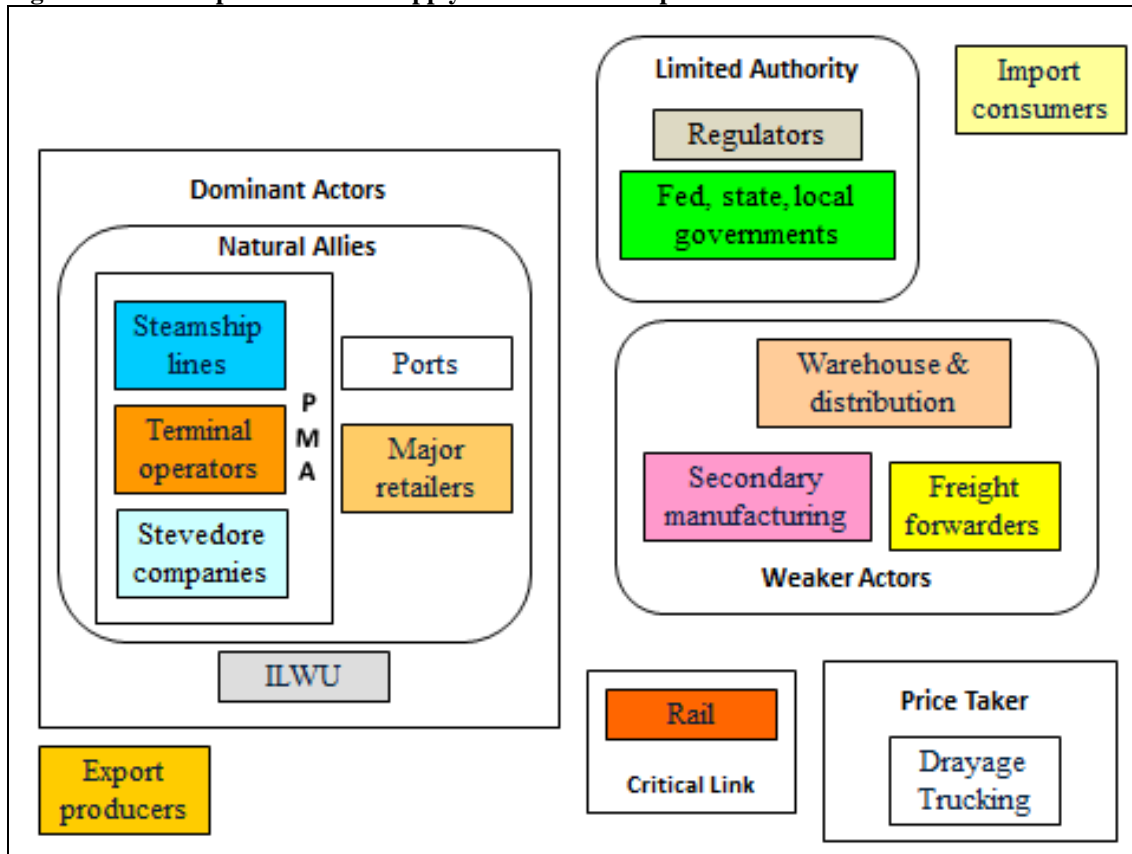 Limited Authority
Regulators
Fed, state, local
governments
Import
consumers
Dominant Actors
Natural Allies
Steamship
lines
Terminal
operators
Stevedore
companies
P
M
A
Ports
Major
retailers
ILWU
Warehouse &
distribution
Secondary
manufacturing
Freight
forwarders
Weaker Actors
Rail
Critical Link
Price Taker
Drayage
Trucking
Export
producers